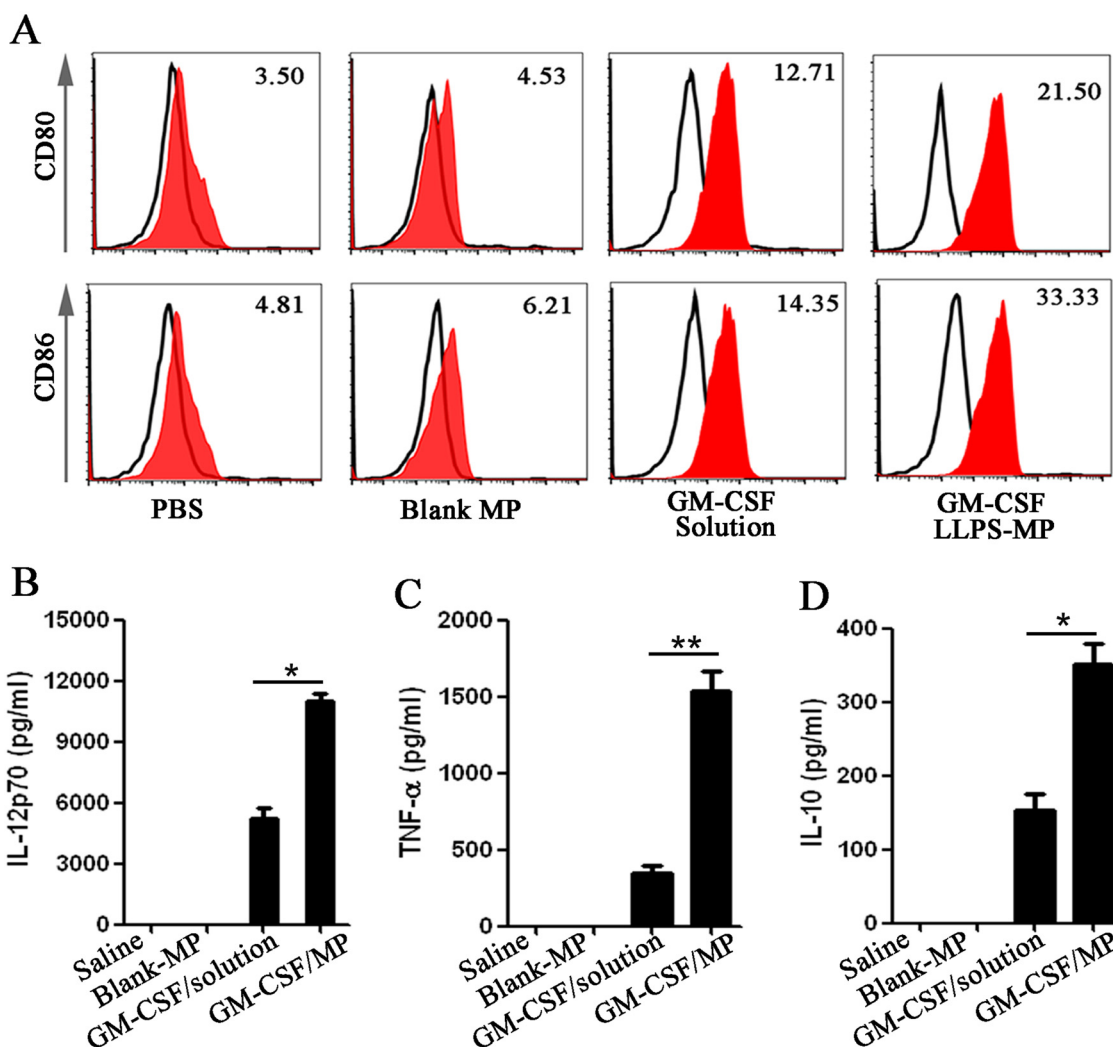 A
CD80
3.50
4.53
12.71
21.50
CD86
4.81
6.21
14.35
33.33
PBS
Blank MP
GM-CSF
Solution
GM-CSF
LLPS-MP
B
IL-12p70 (pg/ml)
15000
12000
9000
6000
3000
0
*
Saline
Blank-MP
GM-CSF/solution
GM-CSF/MP
C
TNF-α (pg/ml)
2000
1500
1000
500
0
**
Saline
Blank-MP
GM-CSF/solution
GM-CSF/MP
D
IL-10 (pg/ml)
400
300
200
150
0
*
Saline
Blank-MP
GM-CSF/solution
GM-CSF/MP